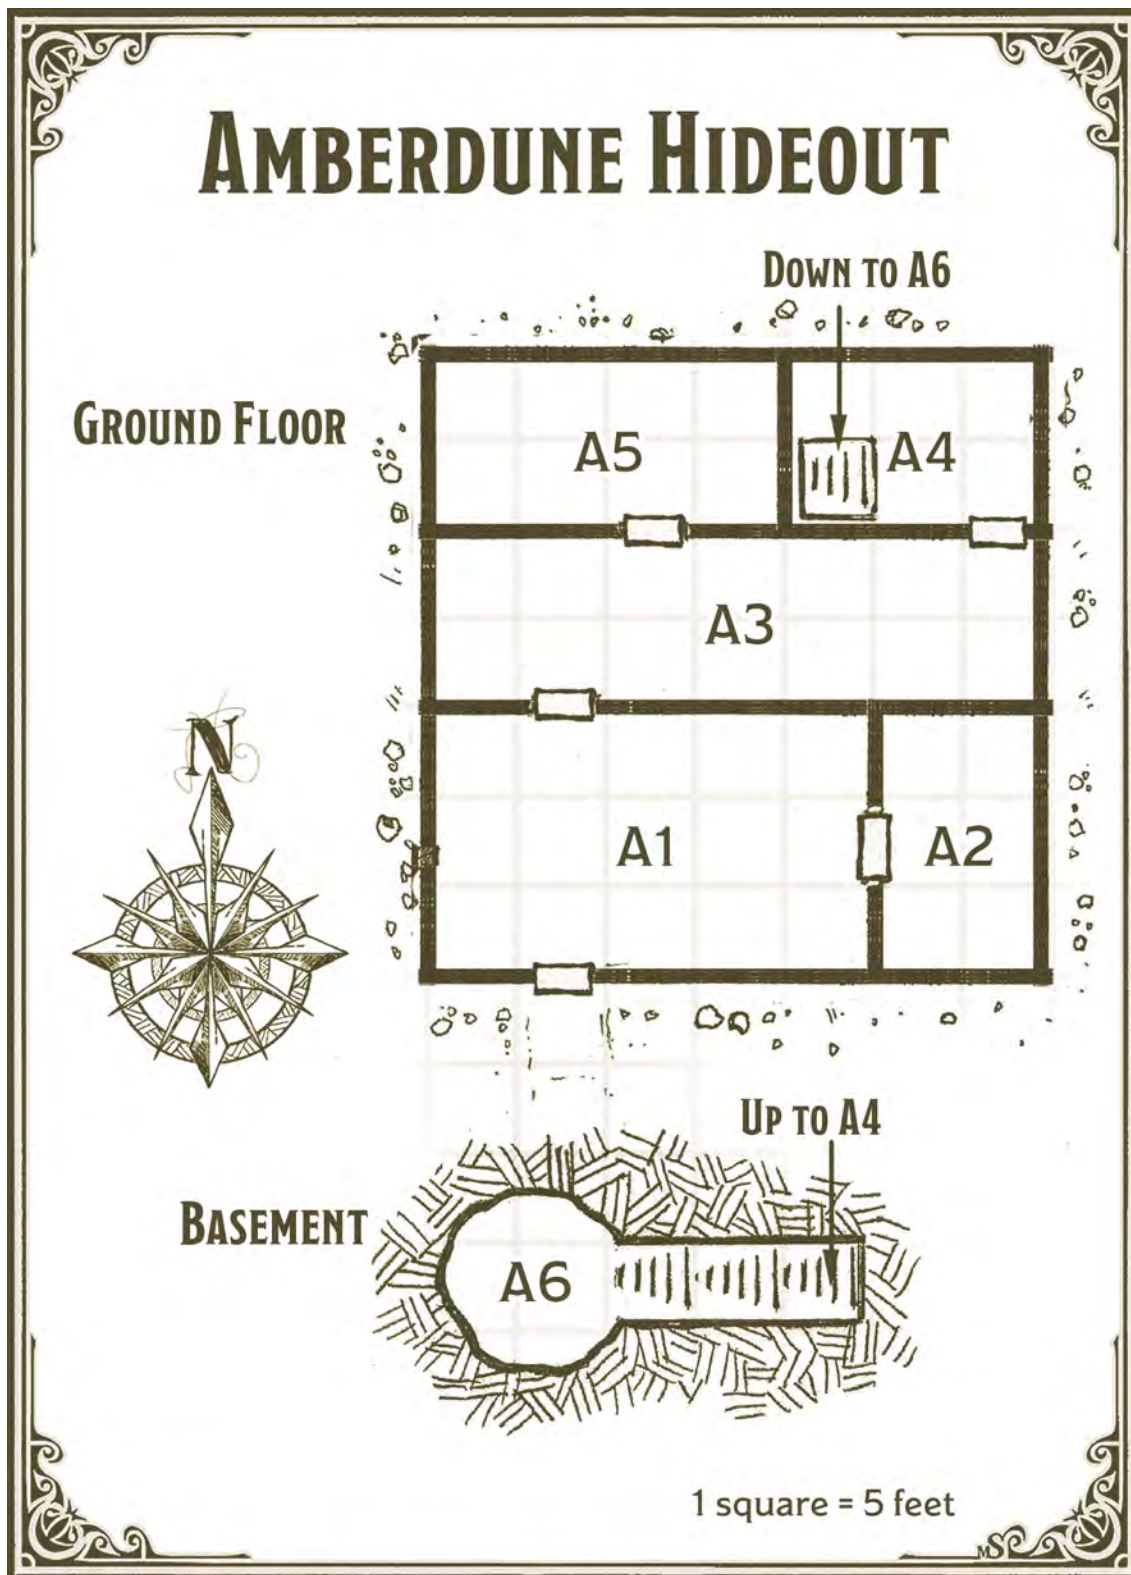 AMBERDUNE HIDEOUT
DOWN TO A6
GROUND FLOOR
A5
A4
A3
N
A1
A2
UP TO A4
BASEMENT
A6
1 square = 5 feet
MS